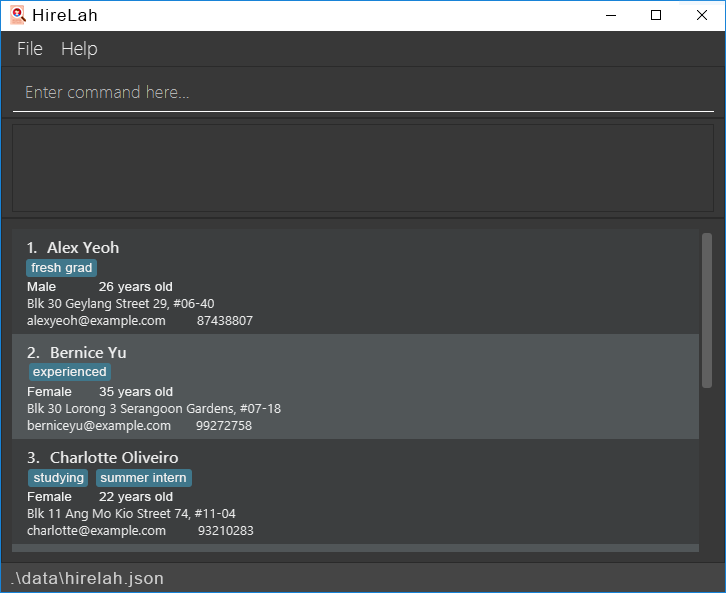 HireLah
File Help
Enter command here...
1. Alex Yeoh
fresh grad
Male 26 years old
Blk 30 Geylang Street 29, #06-40
alexyeoh@example.com 87438807
2. Bernice Yu
experienced
Female 35 years old
Blk 30 Lorong 3 Serangoon Gardens, #07-18
berniceyu@example.com 99272758
3. Charlotte Oliveiro
studying summer intern
Female 22 years old
Blk 11 Ang Mo Kio Street 74, #11-04
charlotte@example.com 93210283
.\data\hirelah.json